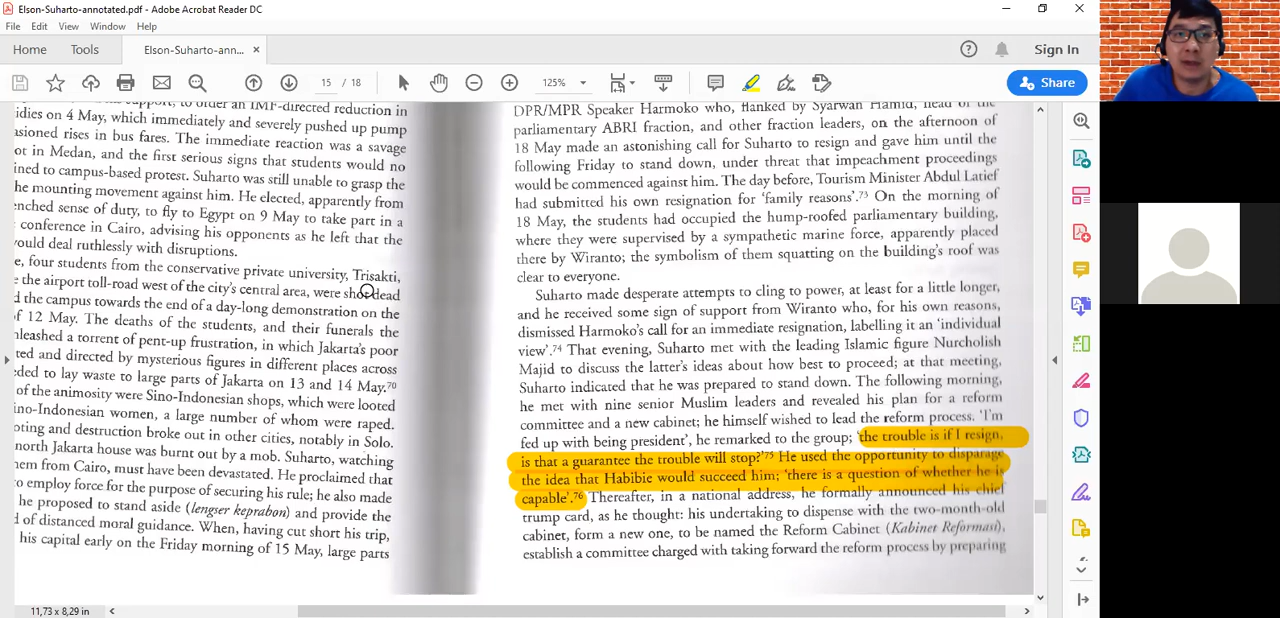 Elson-Suharto-annotated.pdf - Adobe Acrobat Reader DC
File Edit View Window Help
Home Tools Elson-Suharto-ann... × Sign In
15 / 18 125% Share
support, to order an IMF-directed reduction in
idies on 4 May, which immediately and severely pushed up pump
asioned rises in bus fares. The immediate reaction was a savage
ot in Medan, and the first serious signs that students would no
ined to campus-based protest. Suharto was still unable to grasp the
he mounting movement against him. He elected, apparently from
enched sense of duty, to fly to Egypt on 9 May to take part in a
conference in Cairo, advising his opponents as he left that the
would deal ruthlessly with disruptions.
e, four students from the conservative private university, Trisakti,
e the airport toll-road west of the city's central area, were shot dead
d the campus towards the end of a day-long demonstration on the
of 12 May. The deaths of the students, and their funerals the
nleashed a torrent of pent-up frustration, in which Jakarta's poor
ted and directed by mysterious figures in different places across
eded to lay waste to large parts of Jakarta on 13 and 14 May.70
of the animosity were Sino-Indonesian shops, which were looted
ino-Indonesian women, a large number of whom were raped.
oting and destruction broke out in other cities, notably in Solo.
north Jakarta house was burnt out by a mob. Suharto, watching
hem from Cairo, must have been devastated. He proclaimed that
o employ force for the purpose of securing his rule; he also made
he proposed to stand aside (lengser keprabon) and provide the
d of distanced moral guidance. When, having cut short his trip,
his capital early on the Friday morning of 15 May, large parts
DPR/MPR Speaker Harmoko who, flanked by Syarwan Hamid, head of the
parliamentary ABRI fraction, and other fraction leaders, on the afternoon of
18 May made an astonishing call for Suharto to resign and gave him until the
following Friday to stand down, under threat that impeachment proceedings
would be commenced against him. The day before, Tourism Minister Abdul Latief
had submitted his own resignation for 'family reasons'.73 On the morning of
18 May, the students had occupied the hump-roofed parliamentary building,
where they were supervised by a sympathetic marine force, apparently placed
there by Wiranto; the symbolism of them squatting on the building's roof was
clear to everyone.
Suharto made desperate attempts to cling to power, at least for a little longer,
and he received some sign of support from Wiranto who, for his own reasons,
dismissed Harmoko's call for an immediate resignation, labelling it an 'individual
view'.74 That evening, Suharto met with the leading Islamic figure Nurcholish
Majid to discuss the latter's ideas about how best to proceed; at that meeting,
Suharto indicated that he was prepared to stand down. The following morning,
he met with nine senior Muslim leaders and revealed his plan for a reform
committee and a new cabinet; he himself wished to lead the reform process. 'I'm
fed up with being president', he remarked to the group; 'the trouble is if I resign,
is that a guarantee the trouble will stop?'75 He used the opportunity to disparage
the idea that Habibie would succeed him; 'there is a question of whether he is
capable'.76 Thereafter, in a national address, he formally announced his chief
trump card, as he thought: his undertaking to dispense with the two-month-old
cabinet, form a new one, to be named the Reform Cabinet (Kabinet Reformasi),
establish a committee charged with taking forward the reform process by preparing
11,73 x 8,29 in